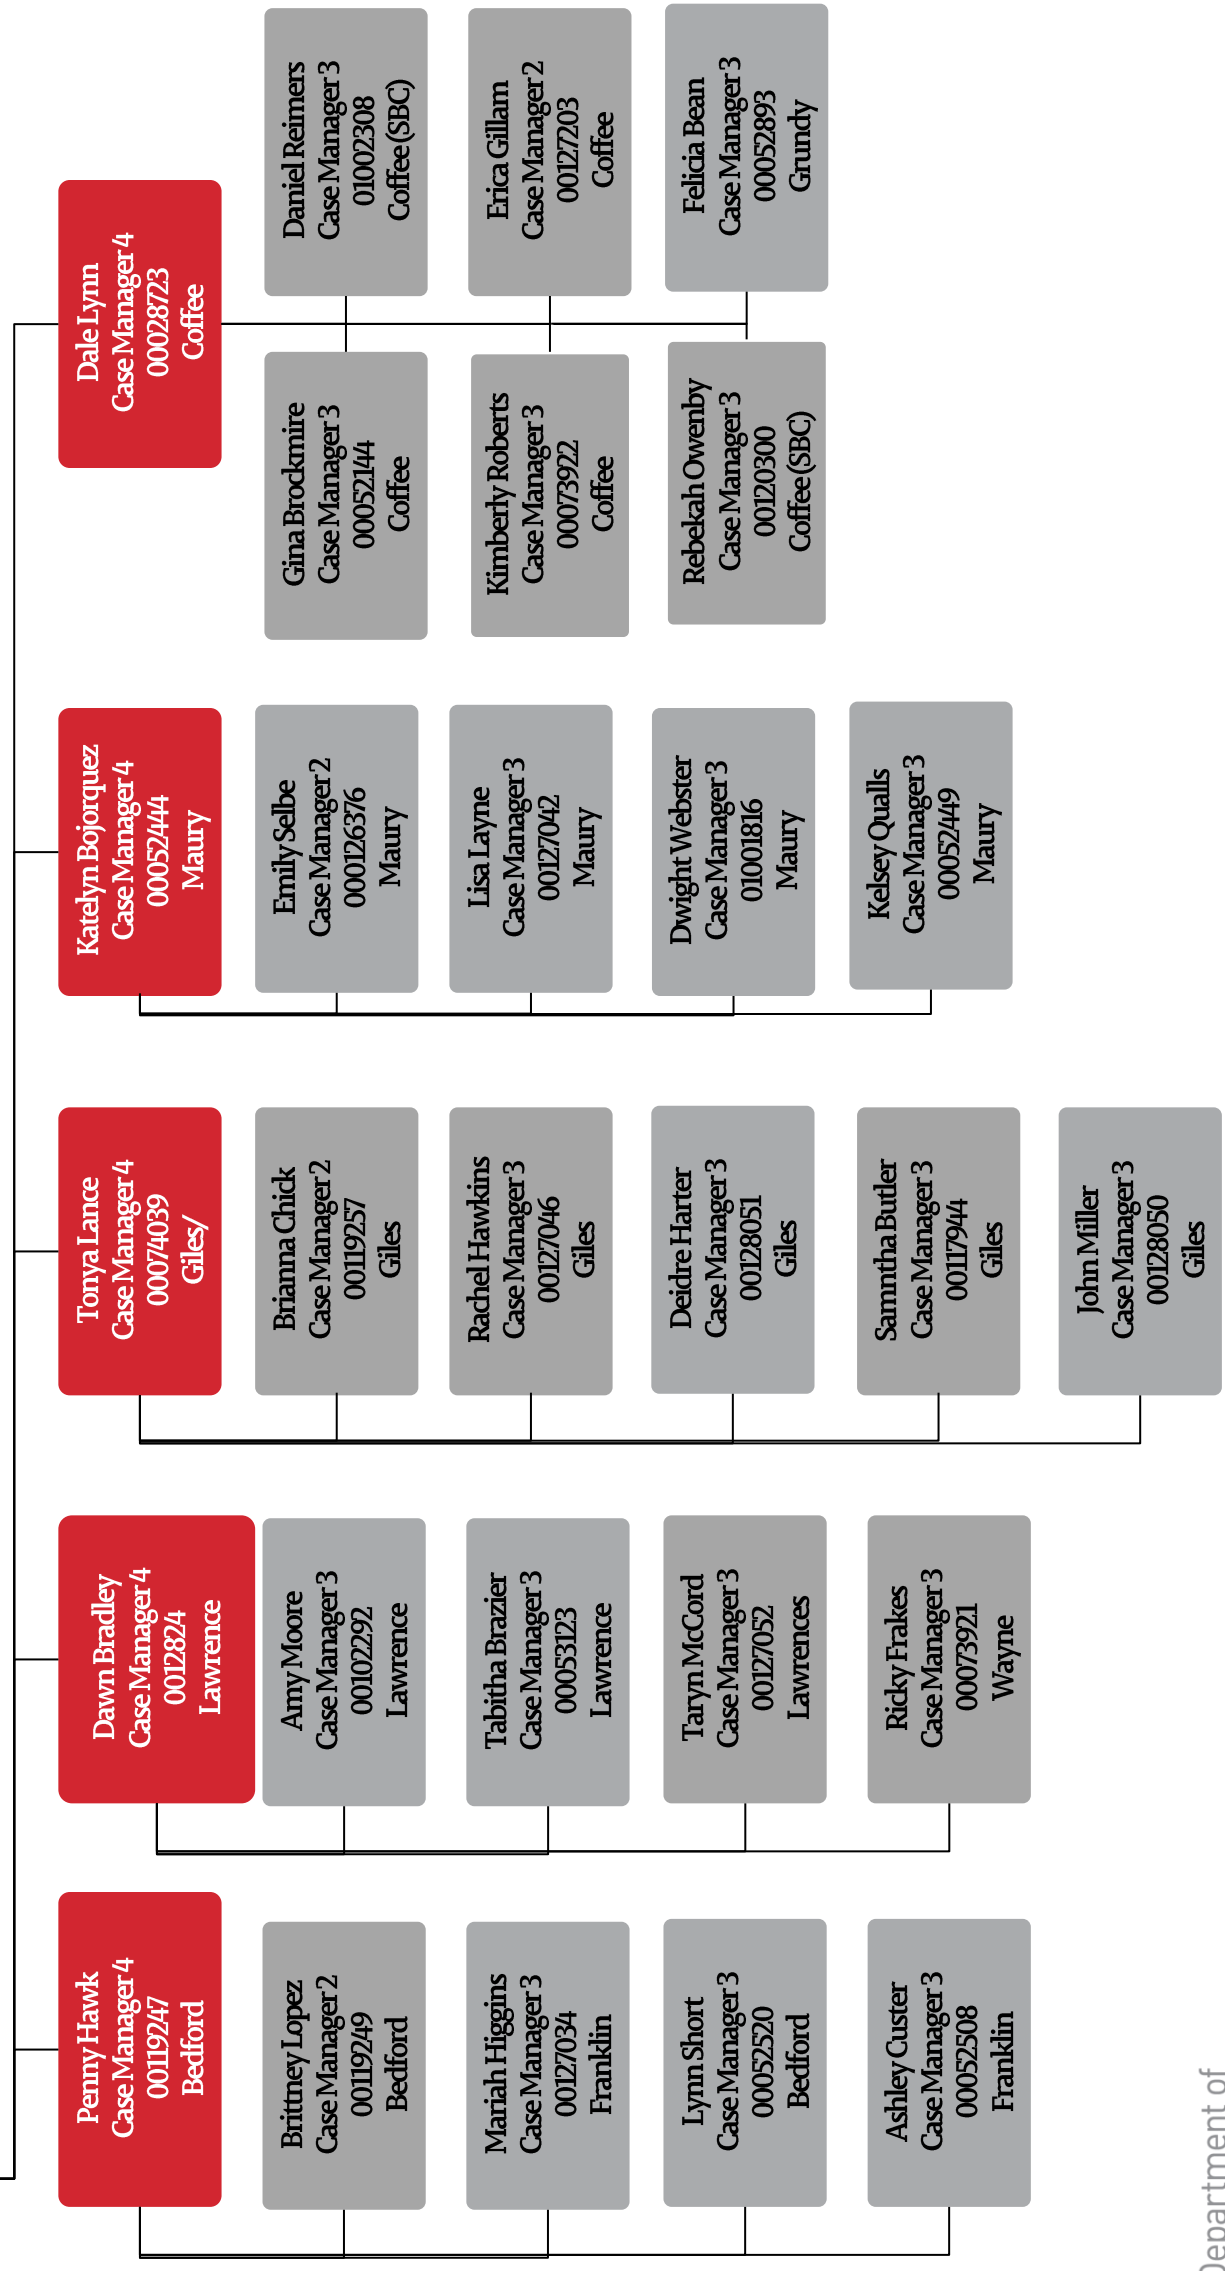 Penny Hawk
Case Manager 4
00119247
Bedford
Brittney Lopez
Case Manager 2
00119249
Bedford
Mariah Higgins
Case Manager 3
00127034
Franklin
Lynn Short
Case Manager 3
00052520
Bedford
Ashley Custer
Case Manager 3
00052508
Franklin
Dawn Bradley
Case Manager 4
0012824
Lawrence
Amy Moore
Case Manager 3
00102292
Lawrence
Tabitha Brazier
Case Manager 3
00053123
Lawrence
Taryn McCord
Case Manager 3
00127052
Lawrences
Ricky Frakes
Case Manager 3
00073921
Wayne
Tonya Lance
Case Manager 4
00074039
Giles/
Brianna Chick
Case Manager 2
00119257
Giles
Rachel Hawkins
Case Manager 3
00127046
Giles
Deidre Harter
Case Manager 3
00128051
Giles
Samntha Butler
Case Manager 3
00117944
Giles
John Miller
Case Manager 3
00128050
Giles
Katelyn Bojorquez
Case Manager 4
00052444
Maury
Emily Selbe
Case Manager 2
000126376
Maury
Lisa Layne
Case Manager 3
00127042
Maury
Dwight Webster
Case Manager 3
01001816
Maury
Kelsey Qualls
Case Manager 3
00052449
Maury
Dale Lynn
Case Manager 4
00028723
Coffee
Gina Brockmire
Case Manager 3
00052144
Coffee
Daniel Reimers
Case Manager 3
01002308
Coffee (SBC)
Kimberly Roberts
Case Manager 3
00073922
Coffee
Erica Gillam
Case Manager 2
00127203
Coffee
Rebekah Owenby
Case Manager 3
00120300
Coffee (SBC)
Felicia Bean
Case Manager 3
00052893
Grundy
Department of